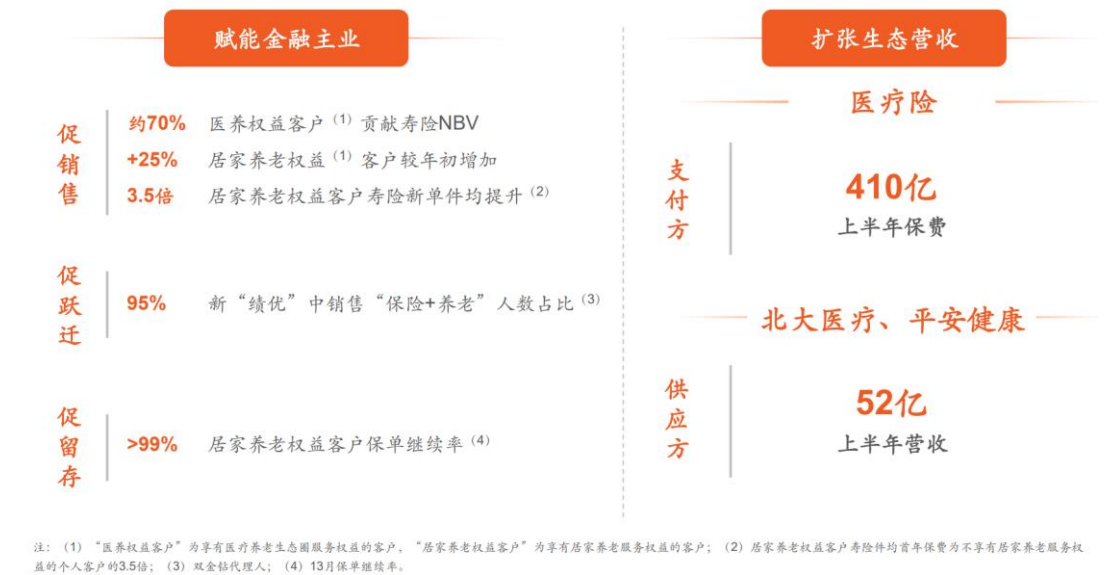 赋能金融主业
促销售
约70% 医养权益客户（1）贡献寿险NBV
+25% 居家养老权益（1）客户较年初增加
3.5倍 居家养老权益客户寿险新单件均提升（2）
促跃迁
95% 新“绩优”中销售“保险+养老”人数占比（3）
促留存
>99% 居家养老权益客户保单继续率（4）
扩张生态营收
医疗险
支付方
410亿
上半年保费
北大医疗、平安健康
供应方
52亿
上半年营收
注：（1）“医养权益客户”为享有医疗养老生态圈服务权益的客户，“居家养老权益客户”为享有居家养老服务权益的客户；（2）居家养老权益客户寿险件均首年保费为不享有居家养老服务权
益的个人客户的3.5倍；（3）双金钻代理人；（4）13月保单继续率。